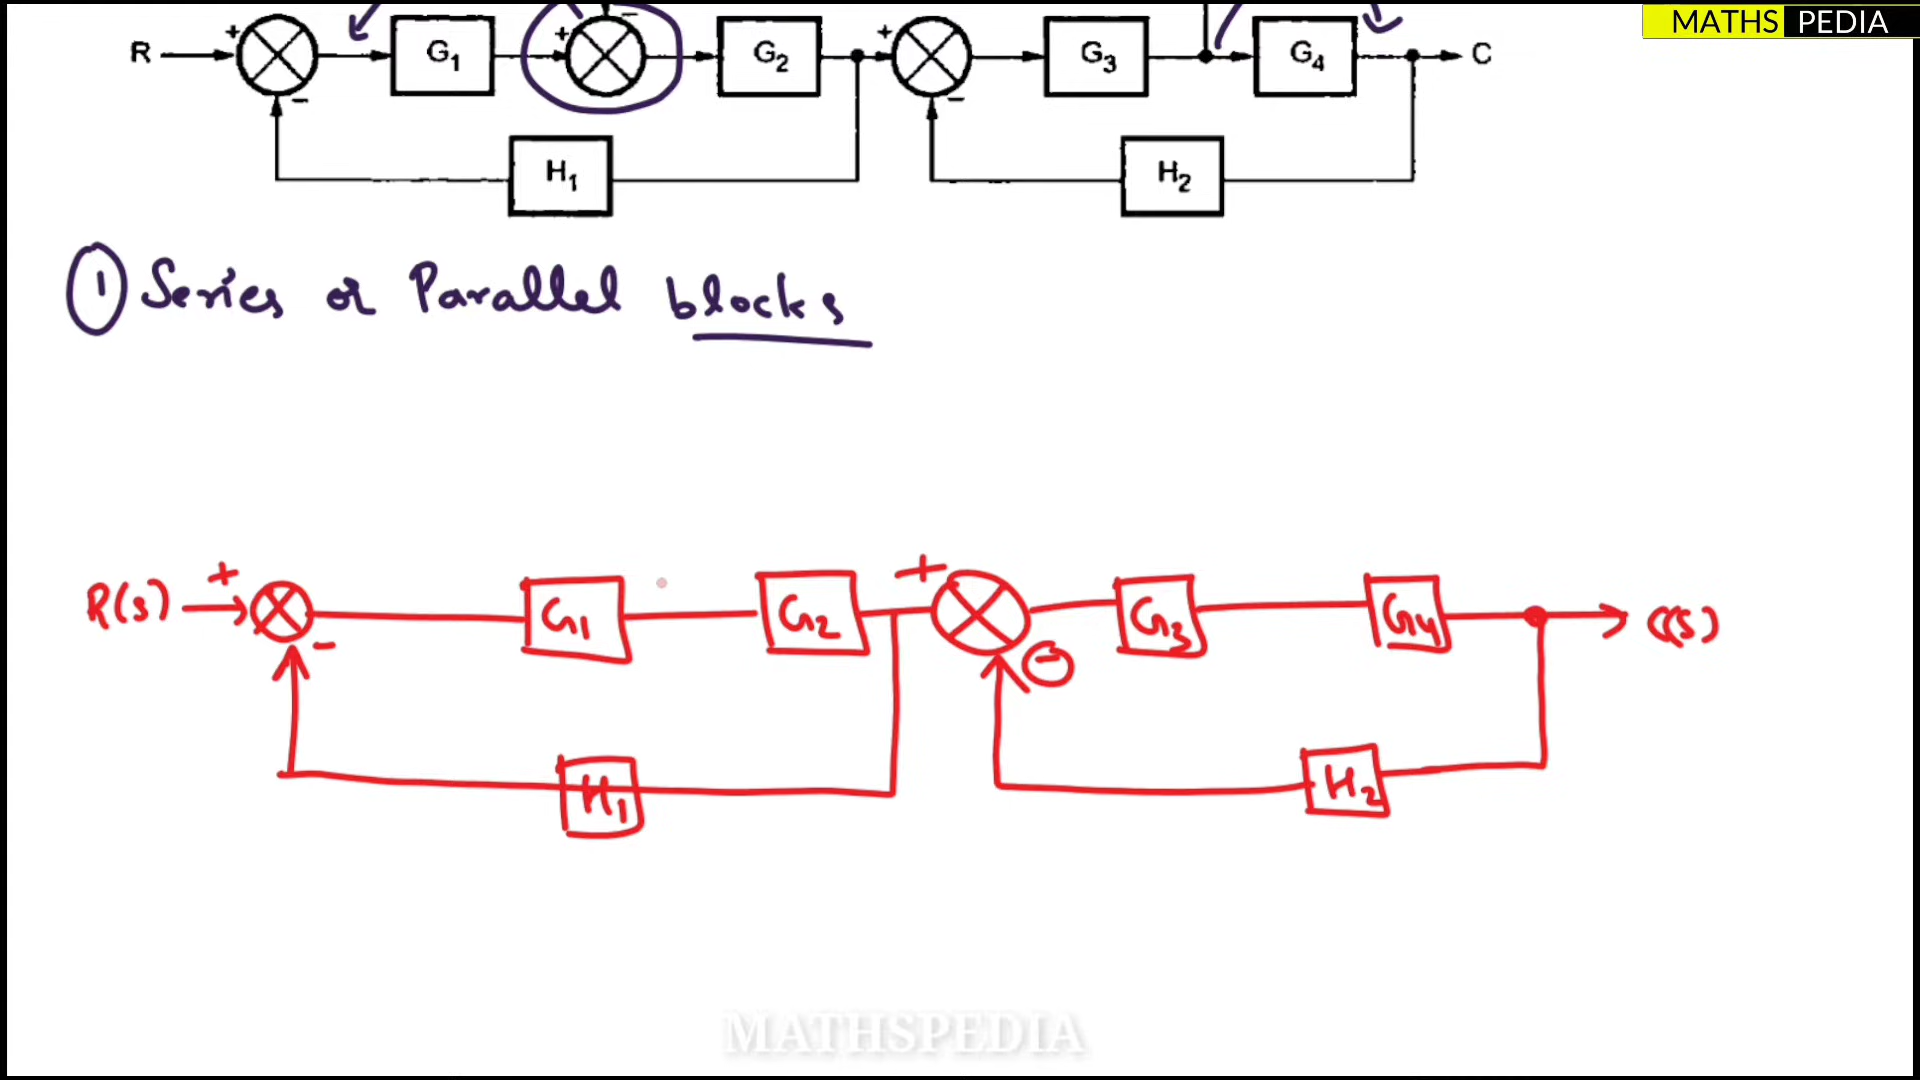 MATHS PEDIA
R + - G1 + - G2 + - G3 G4 C
H1 H2
① Series or Parallel blocks
R(s) + - G1 G2 + - G3 G4 C(s)
H1 H2
MATHSPEDIA